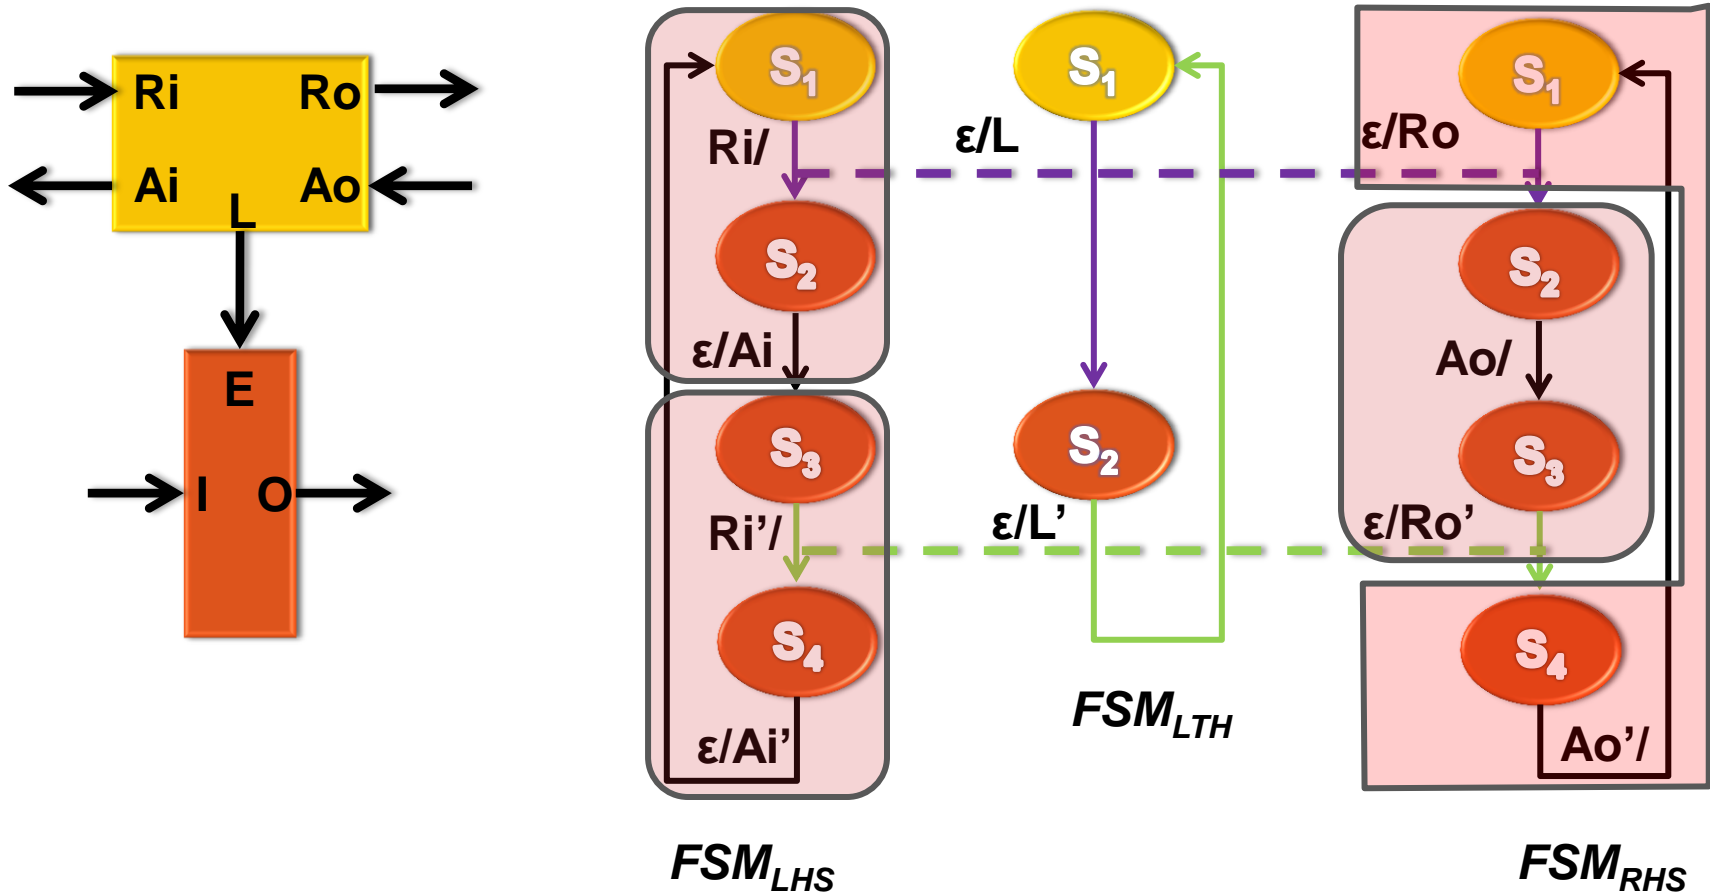 Ri Ro
Ai Ao
L
E
I O
S1
Ri/
S2
ε/Ai
S3
Ri’/
S4
ε/Ai’
FSMLHS
S1
ε/L
S2
ε/L’
FSMLTH
S1
ε/Ro
S2
Ao/
S3
ε/Ro’
S4
Ao’/
FSMRHS